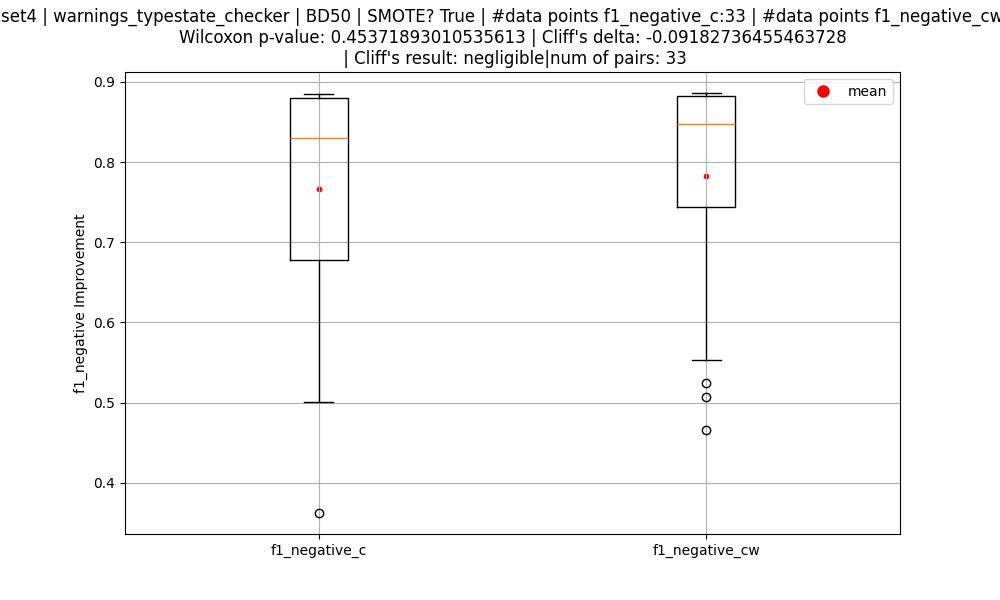 set4 | warnings_typestate_checker | BD50 | SMOTE? True | #data points f1_negative_c:33 | #data points f1_negative_cw
Wilcoxon p-value: 0.45371893010535613 | Cliff's delta: -0.09182736455463728
| Cliff's result: negligible|num of pairs: 33
0.9
0.8
0.7
0.6
0.5
0.4
f1_negative Improvement
mean
f1_negative_c
f1_negative_cw